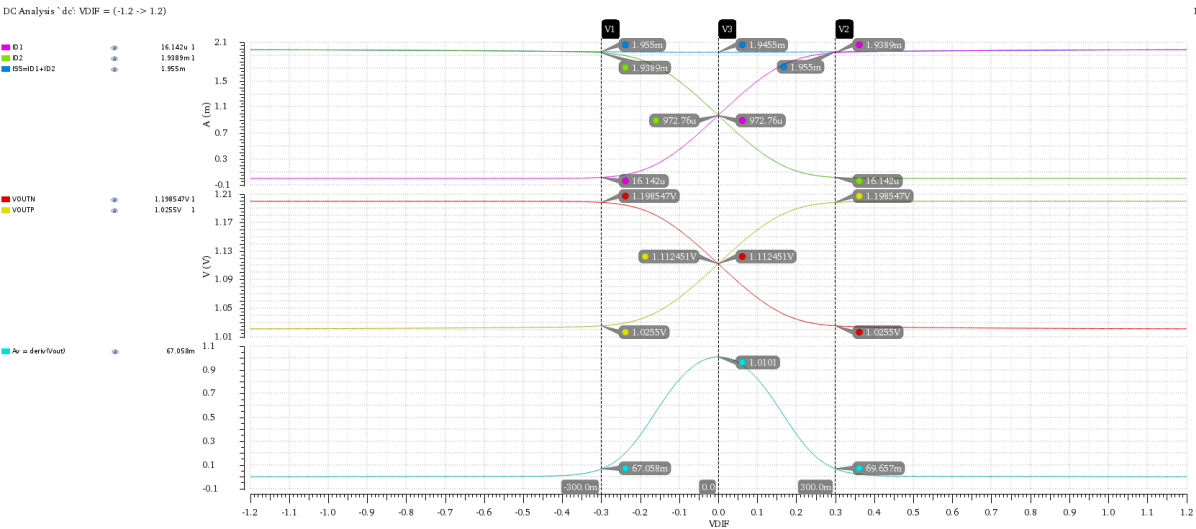 DC Analysis `dc': VDIF = (-1.2 -> 1.2)
V1 V3 V2
ID1 16.142u 1
ID2 1.9389m 1
ISS=ID1+ID2 1.955m
A (m)
2.1
1.5
1.1
0.7
0.3
-0.1
1.955m 1.9455m 1.9389m
1.9389m 1.955m
972.76u 972.76u
16.142u 16.142u
VOUTN 1.198547V 1
VOUTP 1.0255V 1
V (V)
1.21
1.17
1.13
1.09
1.05
1.01
1.198547V 1.198547V
1.112451V 1.112451V
1.0255V 1.0255V
Av = deriv(Vout) 67.058m
1.1
0.9
0.7
0.5
0.3
0.1
-0.1
1.0101
67.058m 69.657m
-300.0m 0.0 300.0m
-1.2 -1.1 -1.0 -0.9 -0.8 -0.7 -0.6 -0.5 -0.4 -0.3 -0.2 -0.1 0.0 0.1 0.2 0.3 0.4 0.5 0.6 0.7 0.8 0.9 1.0 1.1 1.2
VDIF